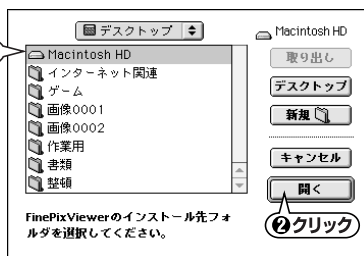 デスクトップ
Macintosh HD
Macintosh HD
インターネット関連
ゲーム
画像0001
画像0002
作業用
書類
整頓
取り出し
デスクトップ
新規
キャンセル
開く
❷クリック
FinePixViewerのインストール先フォ
ルダを選択してください。